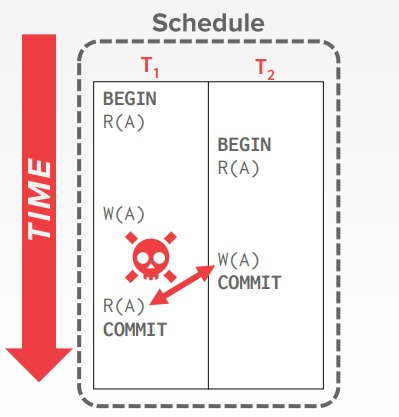 Schedule
T1 T2
BEGIN
R(A)
BEGIN
R(A)
W(A)
W(A)
COMMIT
R(A)
COMMIT
TIME